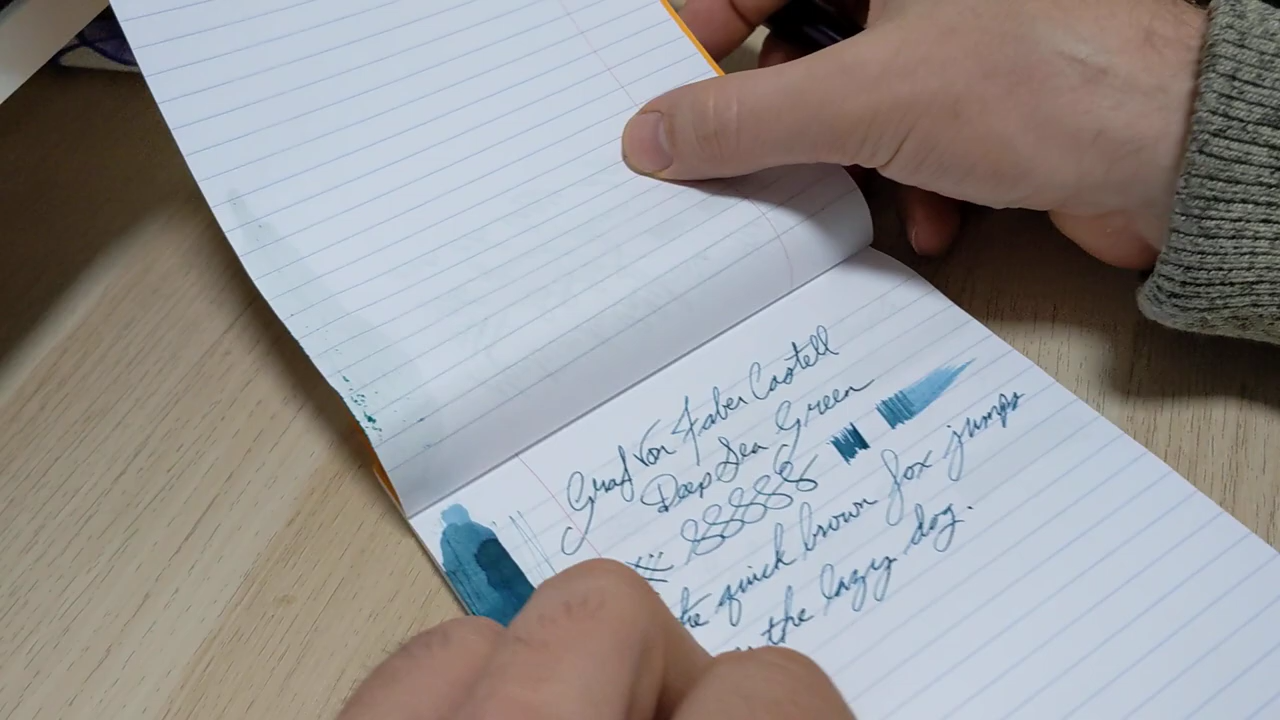 Graf Von Faber Castell
Deep Sea Green
the quick brown fox jumps
the lazy dog.